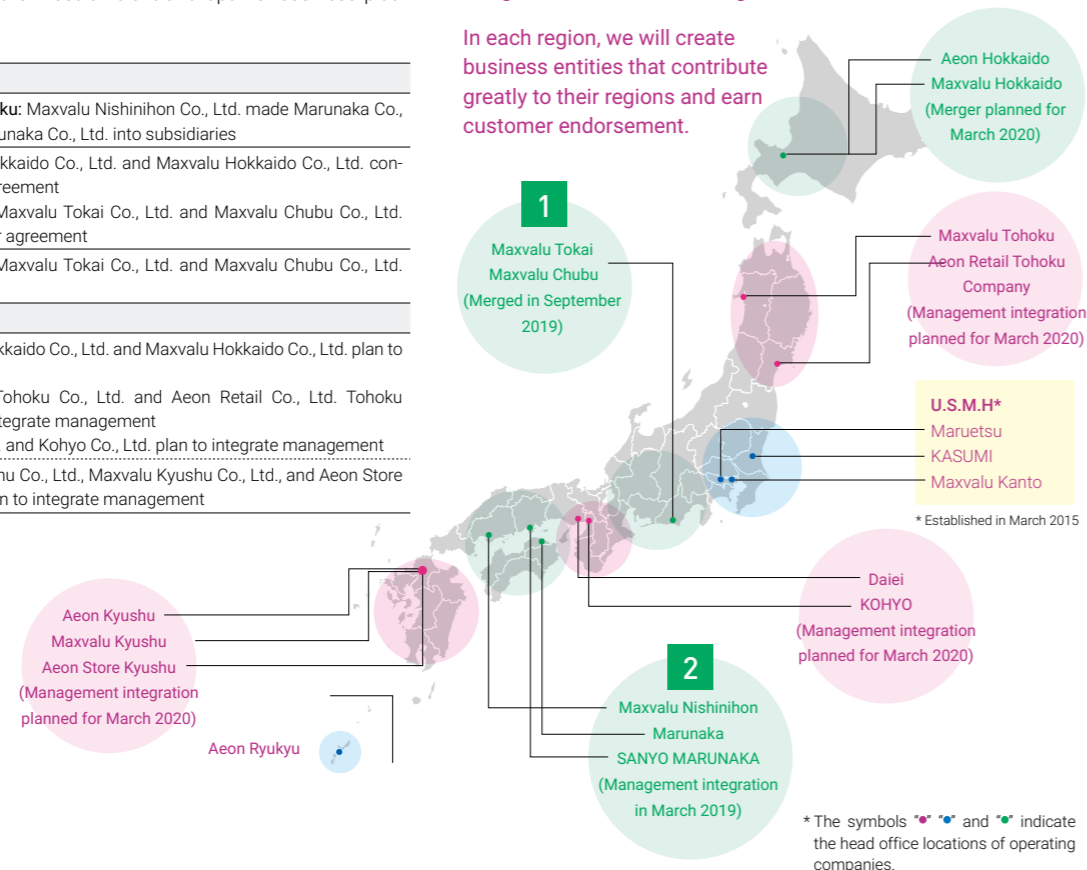 In each region, we will create
business entities that contribute
greatly to their regions and earn
customer endorsement.
ku: Maxvalu Nishinihon Co., Ltd. made Marunaka Co.,
unaka Co., Ltd. into subsidiaries
kkaido Co., Ltd. and Maxvalu Hokkaido Co., Ltd. con-
reement
Maxvalu Tokai Co., Ltd. and Maxvalu Chubu Co., Ltd.
r agreement
Maxvalu Tokai Co., Ltd. and Maxvalu Chubu Co., Ltd.
kkaido Co., Ltd. and Maxvalu Hokkaido Co., Ltd. plan to
Tohoku Co., Ltd. and Aeon Retail Co., Ltd. Tohoku
tegrate management
. and Kohyo Co., Ltd. plan to integrate management
hu Co., Ltd., Maxvalu Kyushu Co., Ltd., and Aeon Store
n to integrate management
Aeon Hokkaido
Maxvalu Hokkaido
(Merger planned for
March 2020)
1
Maxvalu Tokai
Maxvalu Chubu
(Merged in September
2019)
Maxvalu Tohoku
Aeon Retail Tohoku
Company
(Management integration
planned for March 2020)
U.S.M.H*
Maruetsu
KASUMI
Maxvalu Kanto
* Established in March 2015
Daiei
KOHYO
(Management integration
planned for March 2020)
Aeon Kyushu
Maxvalu Kyushu
Aeon Store Kyushu
(Management integration
planned for March 2020)
Aeon Ryukyu
2
Maxvalu Nishinihon
Marunaka
SANYO MARUNAKA
(Management integration
in March 2019)
* The symbols "●" "●" and "●" indicate
the head office locations of operating
companies.